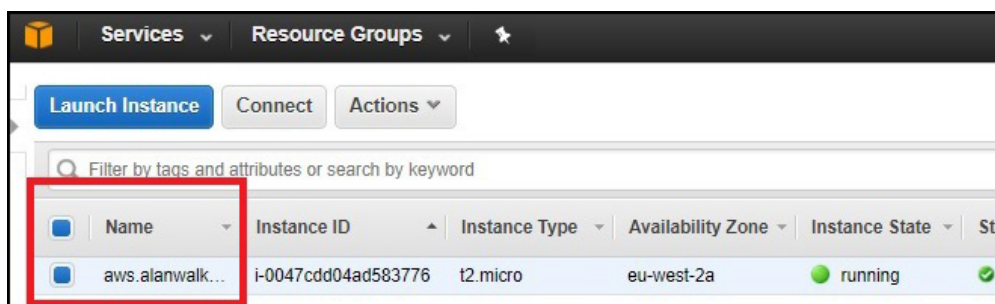 Services Resource Groups
Launch Instance Connect Actions
Filter by tags and attributes or search by keyword
Name Instance ID Instance Type Availability Zone Instance State St
aws.alanwalk... i-0047cdd04ad583776 t2.micro eu-west-2a running